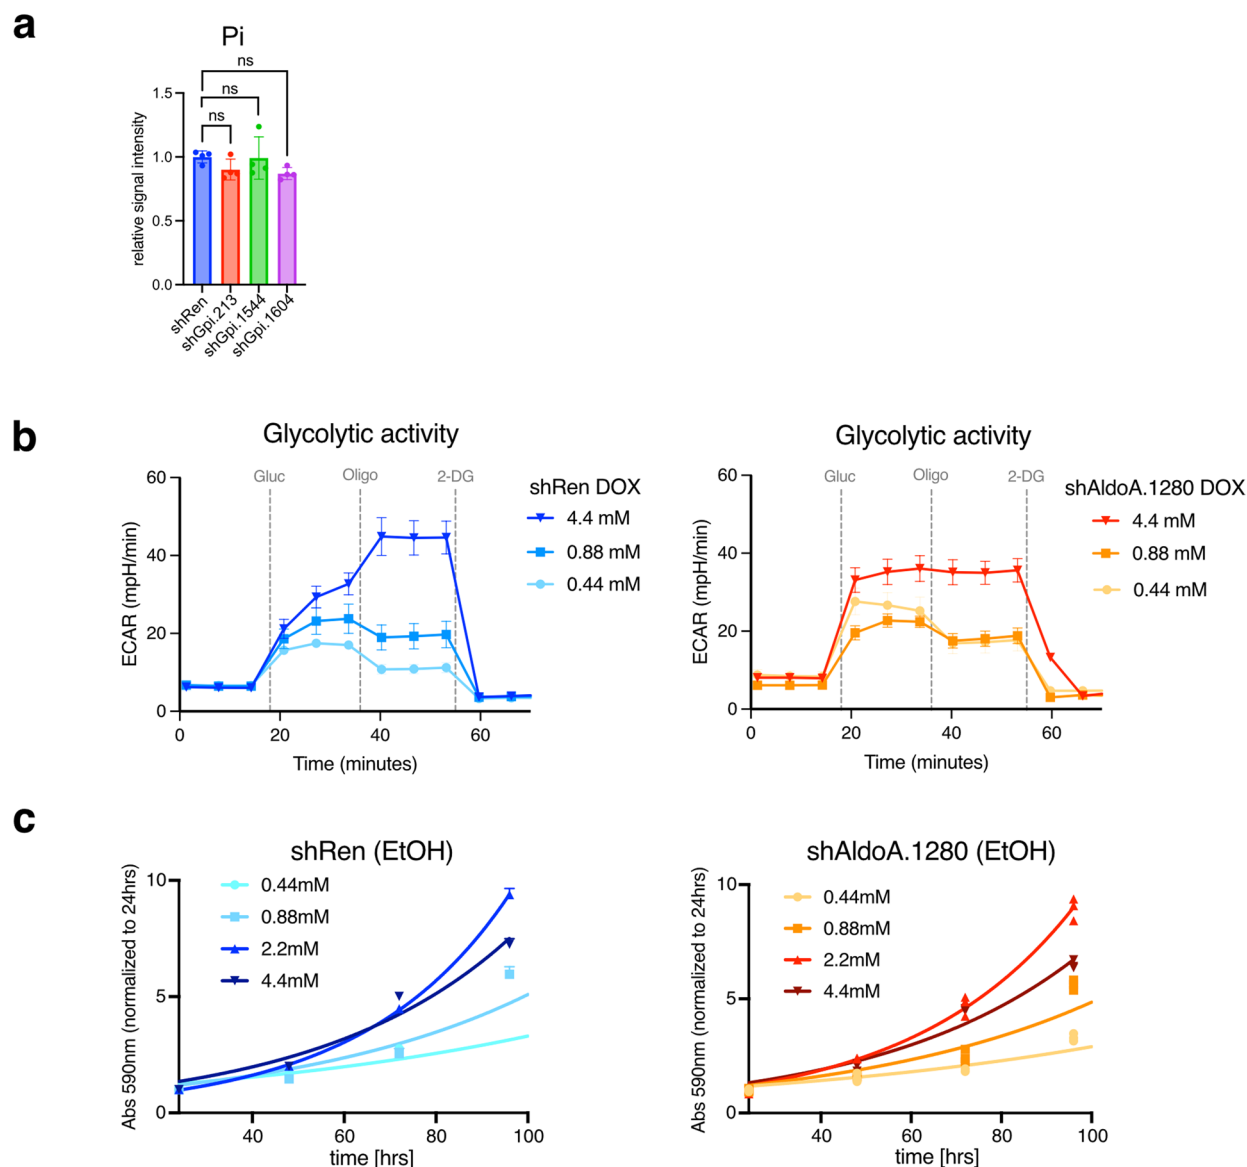 a
Pi
ns
ns
ns
1.5
1.0
0.5
0.0
relative signal intensity
shRen
shGpi.213
shGpi.1544
shGpi.1604
b
Glycolytic activity
Gluc
Oligo
2-DG
60
40
20
0
ECAR (mpH/min)
0
20
40
60
Time (minutes)
shRen DOX
4.4 mM
0.88 mM
0.44 mM
Glycolytic activity
Gluc
Oligo
2-DG
60
40
20
0
ECAR (mpH/min)
0
20
40
60
Time (minutes)
shAldoA.1280 DOX
4.4 mM
0.88 mM
0.44 mM
c
shRen (EtOH)
0.44mM
0.88mM
2.2mM
4.4mM
10
5
0
Abs 590nm (normalized to 24hrs)
40
60
80
100
time [hrs]
shAldoA.1280 (EtOH)
0.44mM
0.88mM
2.2mM
4.4mM
10
5
0
Abs 590nm (normalized to 24hrs)
40
60
80
100
time [hrs]